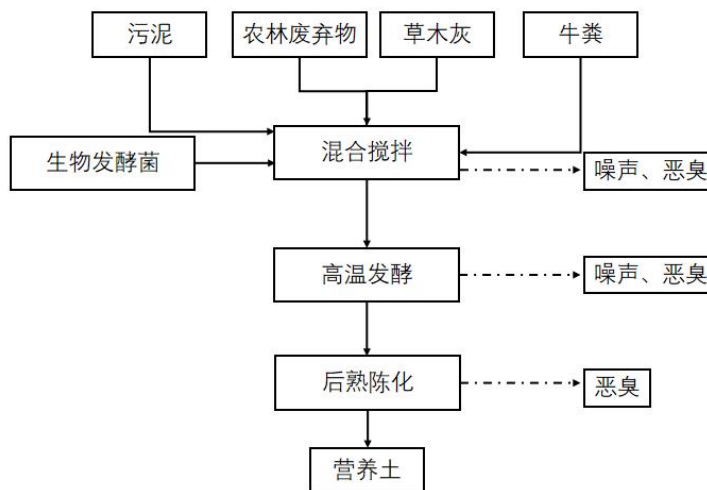 污泥
农林废弃物
草木灰
牛粪
生物发酵菌
混合搅拌
噪声、恶臭
高温发酵
噪声、恶臭
后熟陈化
恶臭
营养土